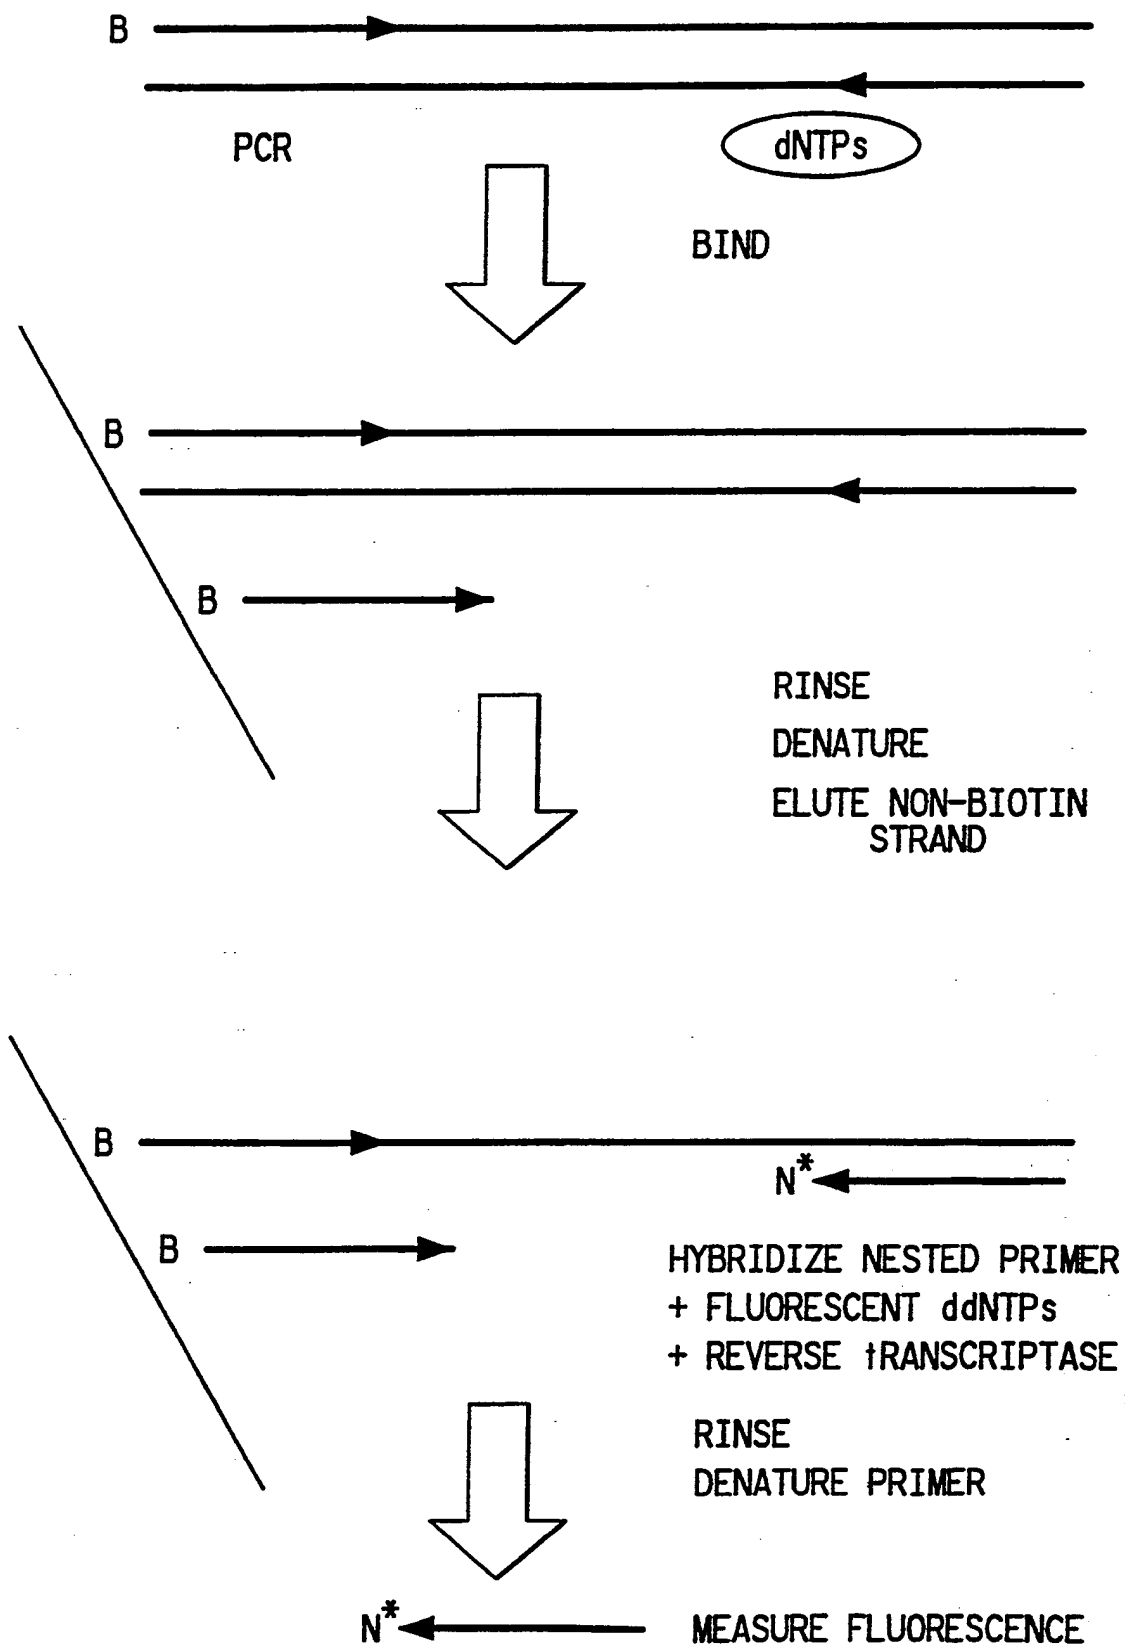 B
PCR
dNTPs
BIND
B
B
RINSE
DENATURE
ELUTE NON-BIOTIN
STRAND
B
N*
B
HYBRIDIZE NESTED PRIMER
+ FLUORESCENT ddNTPs
+ REVERSE tRANSCRIPTASE
RINSE
DENATURE PRIMER
N*
MEASURE FLUORESCENCE